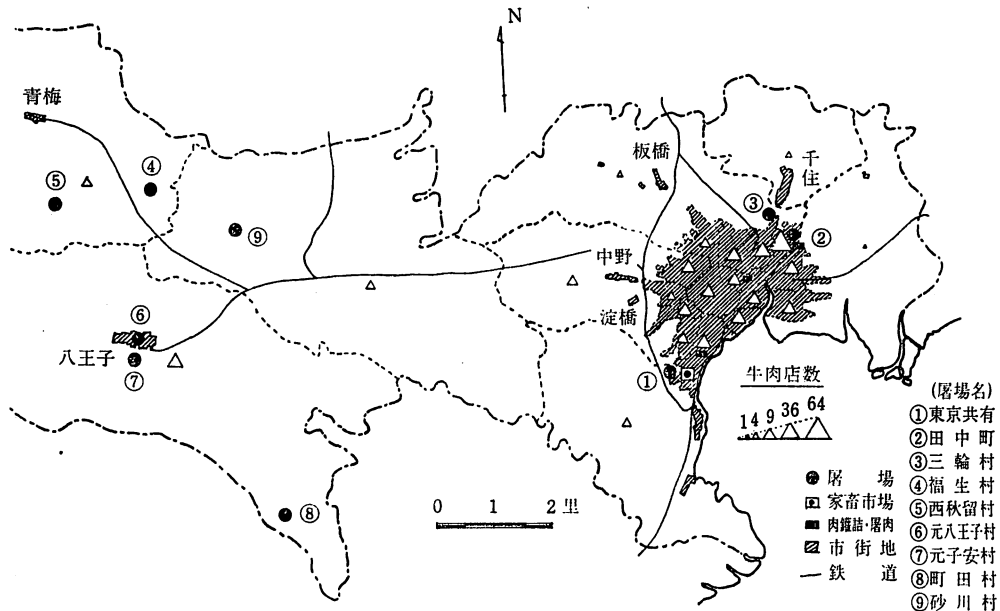 N
青梅
④
⑤
⑨
板橋
千住
③
②
中野
淀橋
⑥
八王子
⑦
①
⑧
0 1 2 里
牛肉店数
1 4 9 36 64
屠場
家畜市場
肉鑵詰・屠肉
市街地
鉄道
(屠場名)
①東京共有
②田中町
③三輪村
④福生村
⑤西秋留村
⑥元八王子村
⑦元子安村
⑧町田村
⑨砂川村